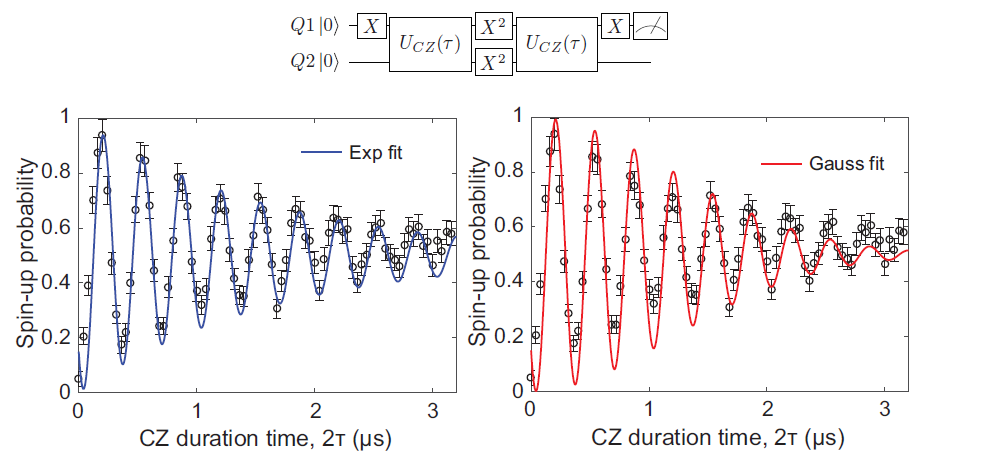 Q1 |0⟩ X U_CZ(τ) X² U_CZ(τ) X
Q2 |0⟩ X²
Spin-up probability
1
0.8
0.6
0.4
0.2
0
Exp fit
0 1 2 3
CZ duration time, 2τ (μs)
Spin-up probability
1
0.8
0.6
0.4
0.2
0
Gauss fit
0 1 2 3
CZ duration time, 2τ (μs)